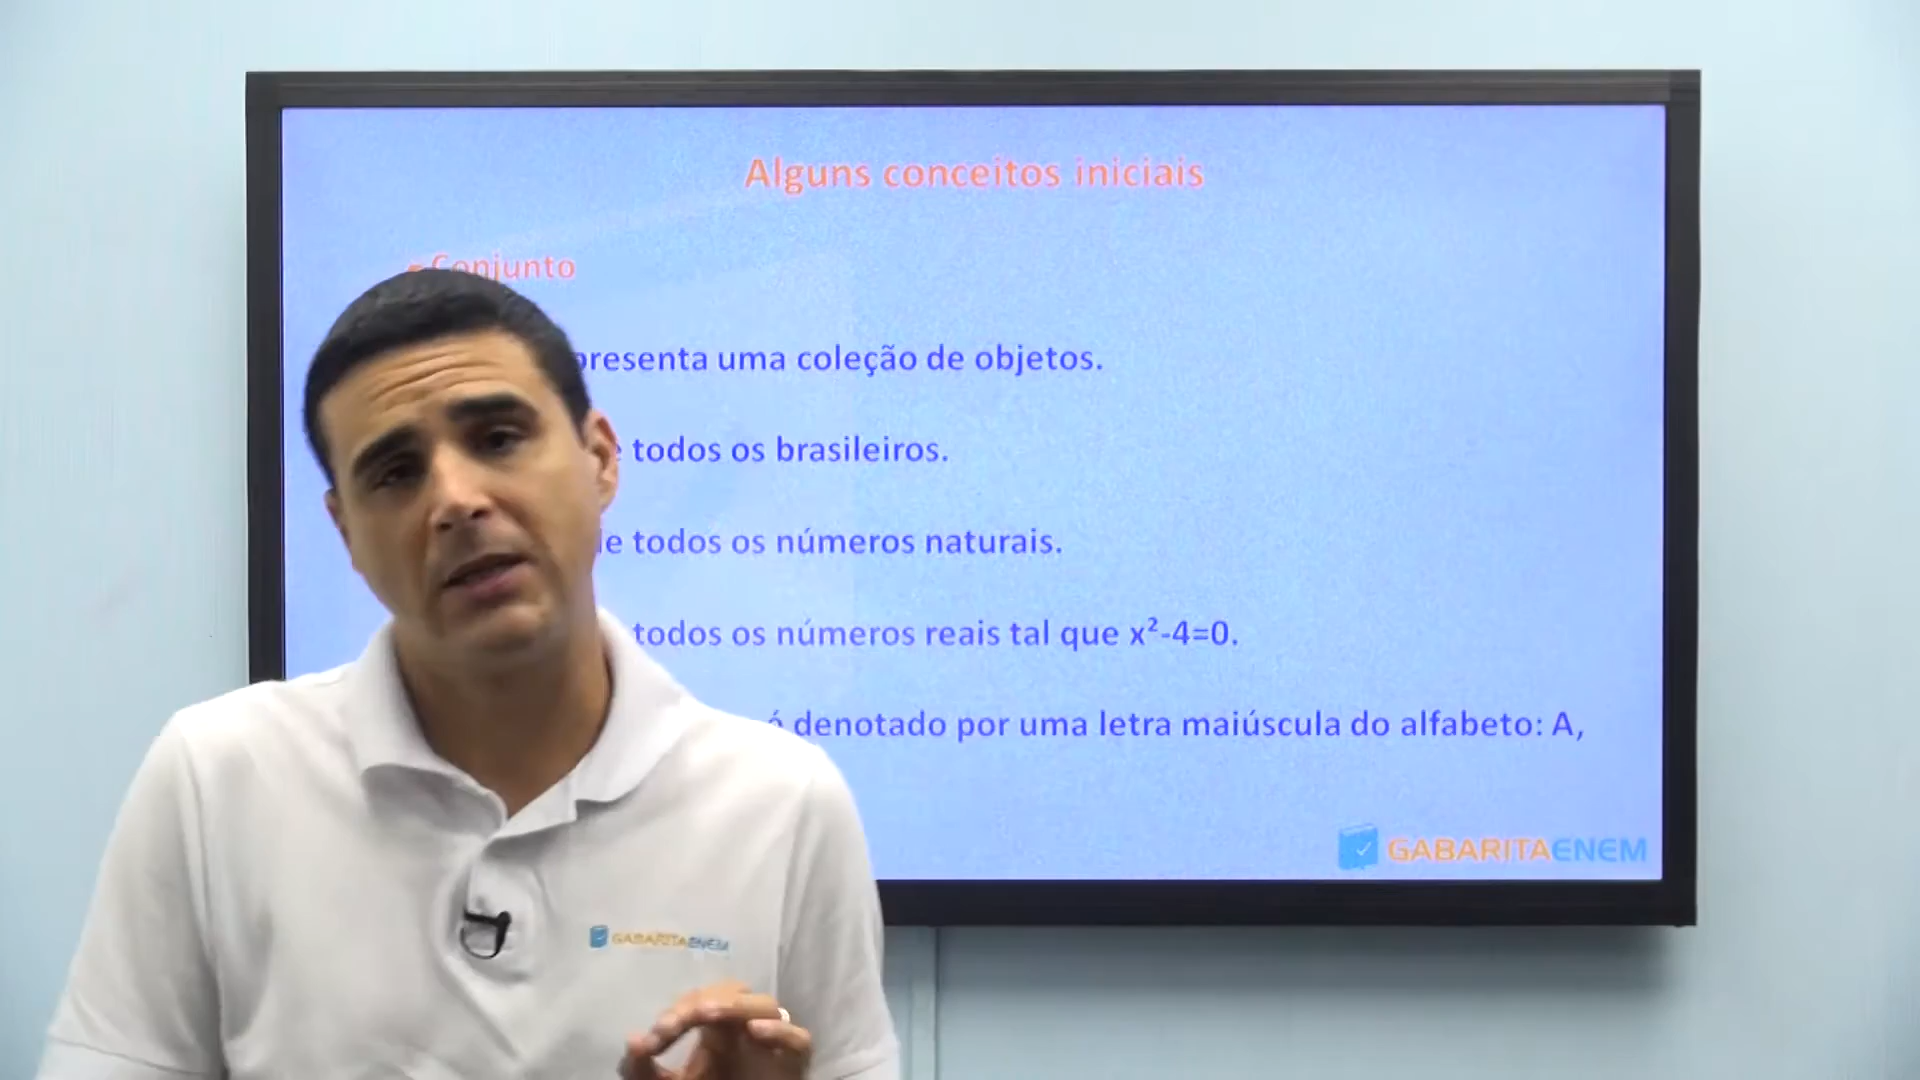 Alguns conceitos iniciais
Conjunto
uma coleção de objetos.
todos os brasileiros.
todos os números naturais.
todos os números reais tal que x²-4=0.
é denotado por uma letra maiúscula do alfabeto: A,
GABARITAENEM
GABARITAENEM